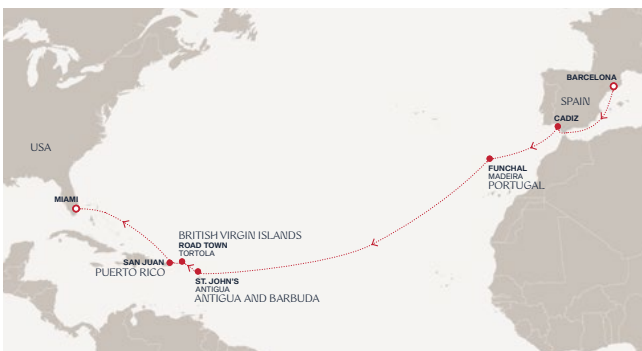 BARCELONA
SPAIN
CADIZ
USA
FUNCHAL
MADEIRA
PORTUGAL
MIAMI
BRITISH VIRGIN ISLANDS
ROAD TOWN
TORTOLA
SAN JUAN
PUERTO RICO
ST. JOHN'S
ANTIGUA
ANTIGUA AND BARBUDA